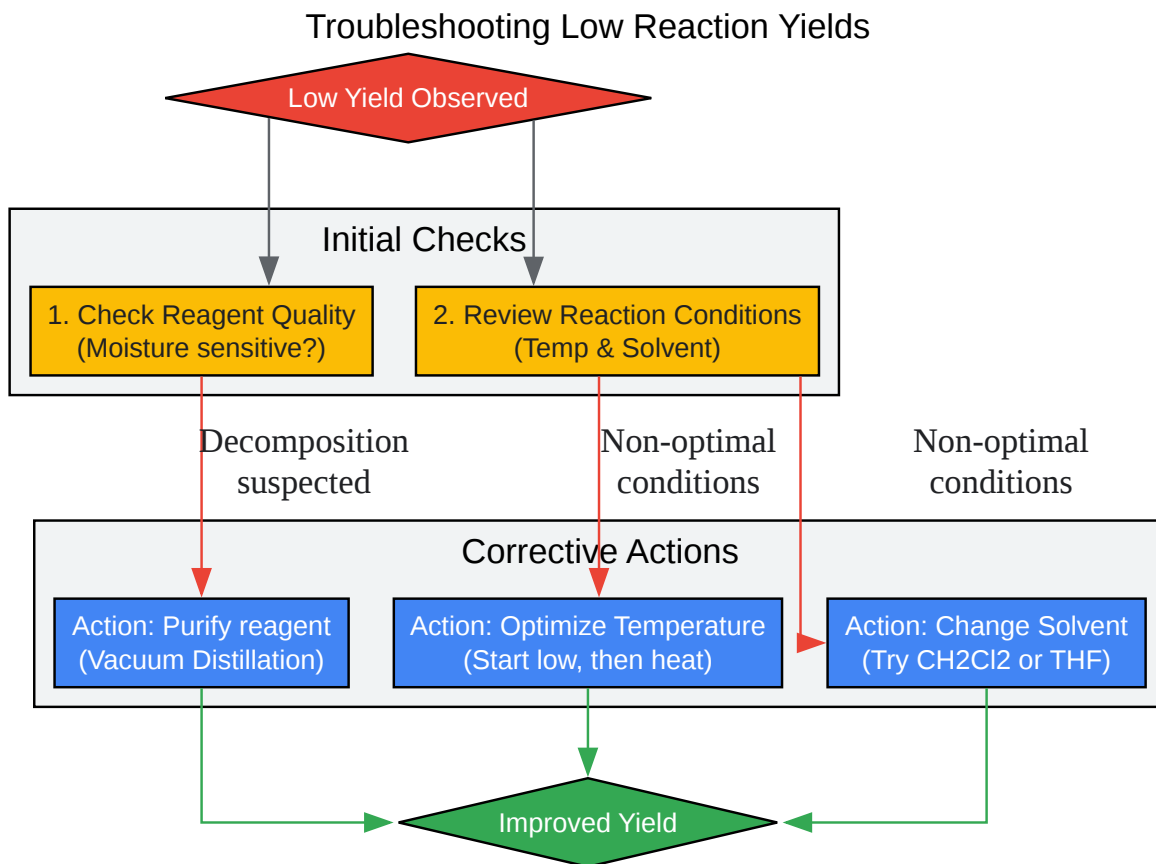 Troubleshooting Low Reaction Yields
Low Yield Observed
Initial Checks
1. Check Reagent Quality
(Moisture sensitive?)
2. Review Reaction Conditions
(Temp & Solvent)
Decomposition
suspected
Non-optimal
conditions
Non-optimal
conditions
Corrective Actions
Action: Purify reagent
(Vacuum Distillation)
Action: Optimize Temperature
(Start low, then heat)
Action: Change Solvent
(Try CH2Cl2 or THF)
Improved Yield